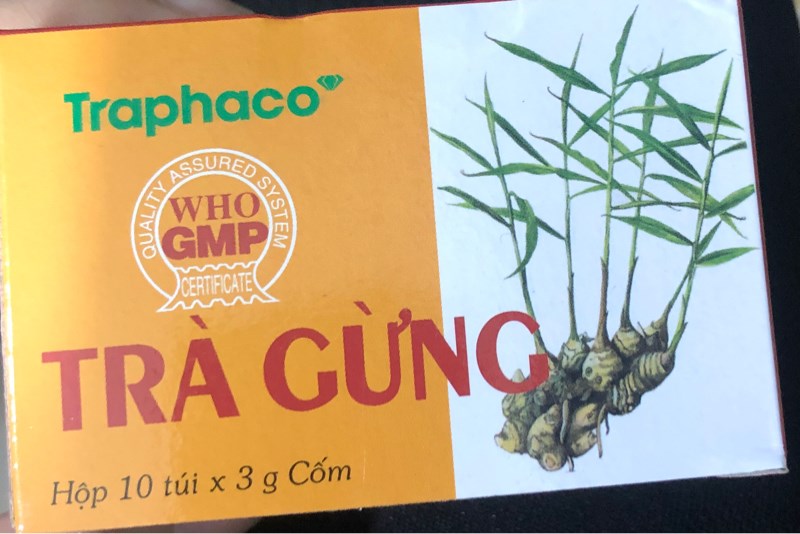 Traphaco
QUALITY ASSURED SYSTEM
WHO
GMP
CERTIFICATE
TRÀ GỪNG
Hộp 10 túi x 3 g Cốm